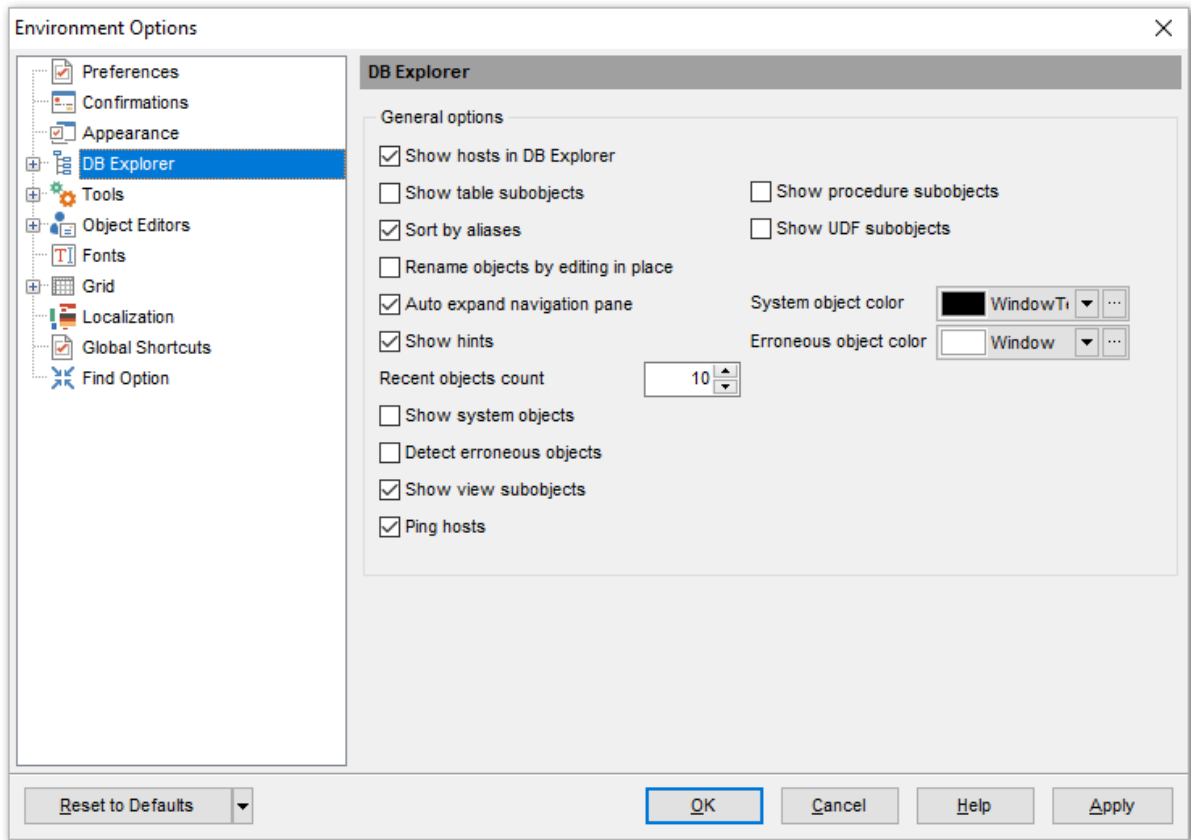 Environment Options
Preferences
Confirmations
Appearance
DB Explorer
Tools
Object Editors
Fonts
Grid
Localization
Global Shortcuts
Find Option
DB Explorer
General options
Show hosts in DB Explorer
Show table subobjects
Show procedure subobjects
Sort by aliases
Show UDF subobjects
Rename objects by editing in place
Auto expand navigation pane
System object color
WindowTe
Show hints
Erroneous object color
Window
Recent objects count
10
Show system objects
Detect erroneous objects
Show view subobjects
Ping hosts
Reset to Defaults
OK
Cancel
Help
Apply